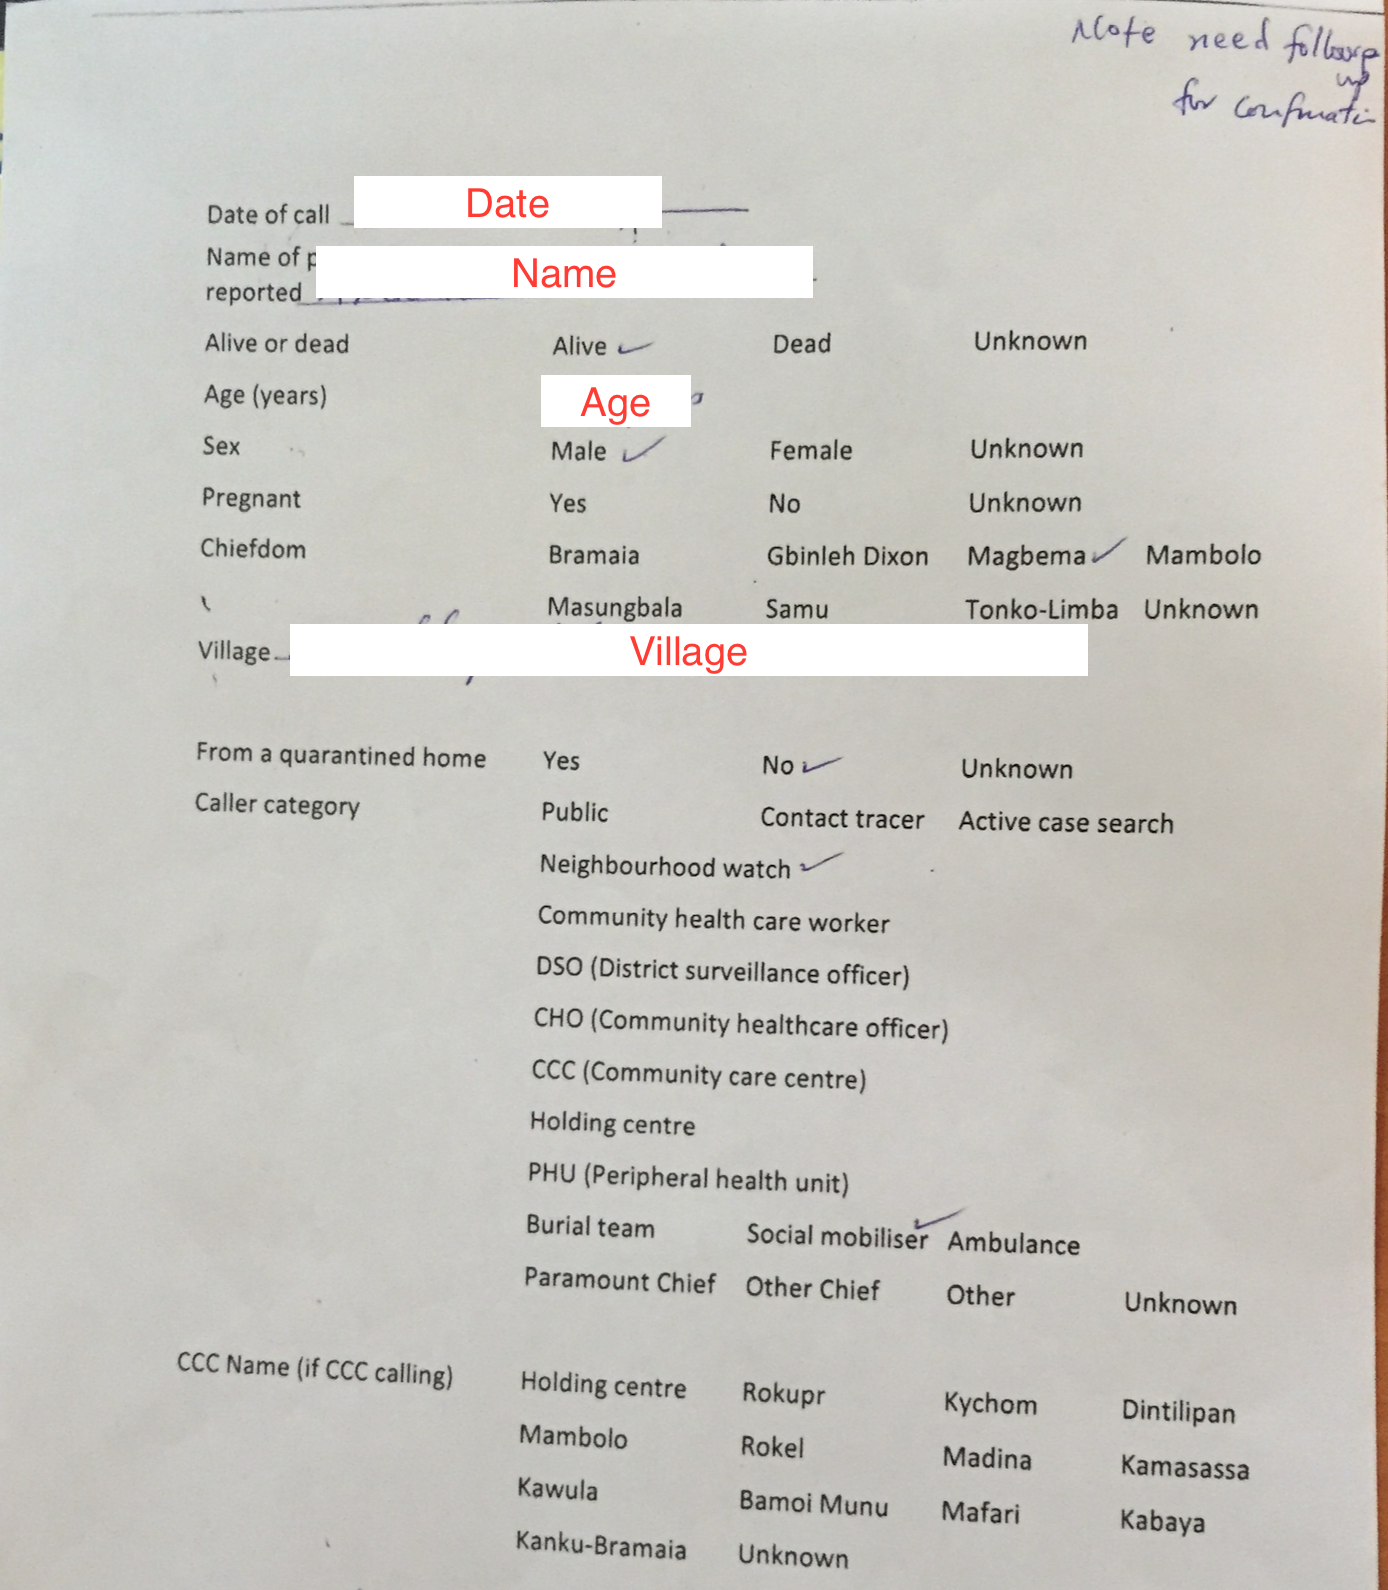 Note need follow up
for confmati
Date of call Date
Name of p Name
reported
Alive or dead Alive ✓ Dead Unknown
Age (years) Age
Sex Male ✓ Female Unknown
Pregnant Yes No Unknown
Chiefdom Bramaia Gbinleh Dixon Magbema ✓ Mambolo
Masungbala Samu Tonko-Limba Unknown
Village Village
From a quarantined home Yes No ✓ Unknown
Caller category Public Contact tracer Active case search
Neighbourhood watch ✓
Community health care worker
DSO (District surveillance officer)
CHO (Community healthcare officer)
CCC (Community care centre)
Holding centre
PHU (Peripheral health unit)
Burial team Social mobiliser ✓ Ambulance
Paramount Chief Other Chief Other Unknown
CCC Name (if CCC calling) Holding centre Rokupr Kychom Dintilipan
Mambolo Rokel Madina Kamasassa
Kawula Bamoi Munu Mafari Kabaya
Kanku-Bramaia Unknown